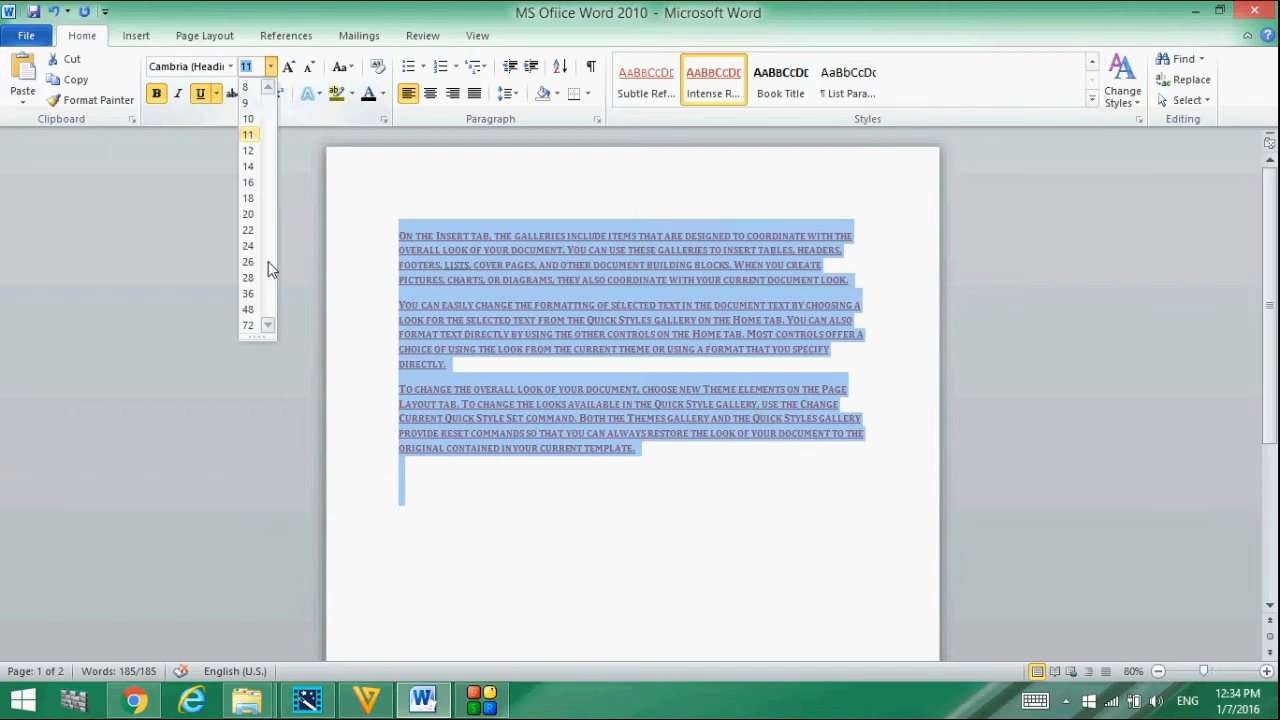 MS Ofiice Word 2010 - Microsoft Word
File Home Insert Page Layout References Mailings Review View
Cut
Copy
Format Painter
Paste
Clipboard
Cambria (Headi 11
Aa
B I U abc A A
Paragraph
AaBbCcDc AaBbCcDc AaBbCcDc AaBbCcDc
Subtle Ref... Intense R... Book Title ¶ List Para...
Styles
Change
Styles
Find
Replace
Select
Editing
8
9
10
11
12
14
16
18
20
22
24
26
28
36
48
72
On the Insert tab, the galleries include items that are designed to coordinate with the
overall look of your document. You can use these galleries to insert tables, headers,
footers, lists, cover pages, and other document building blocks. When you create
pictures, charts, or diagrams, they also coordinate with your current document look.
You can easily change the formatting of selected text in the document text by choosing a
look for the selected text from the Quick Styles gallery on the Home tab. You can also
format text directly by using the other controls on the Home tab. Most controls offer a
choice of using the look from the current theme or using a format that you specify
directly.
To change the overall look of your document, choose new Theme elements on the Page
Layout tab. To change the looks available in the Quick Style gallery, use the Change
Current Quick Style Set command. Both the Themes gallery and the Quick Styles gallery
provide reset commands so that you can always restore the look of your document to the
original contained in your current template.
Page: 1 of 2 Words: 185/185 English (U.S.) 80%
ENG
12:34 PM
1/7/2016